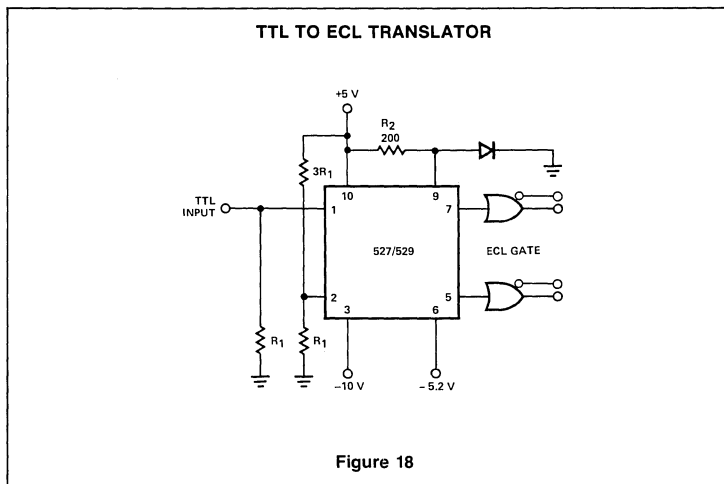 TTL TO ECL TRANSLATOR
+5 V
R2
200
3R1
10
9
TTL
INPUT
1
7
527/529
ECL GATE
2
5
3
6
R1
R1
−10 V
− 5.2 V
Figure 18